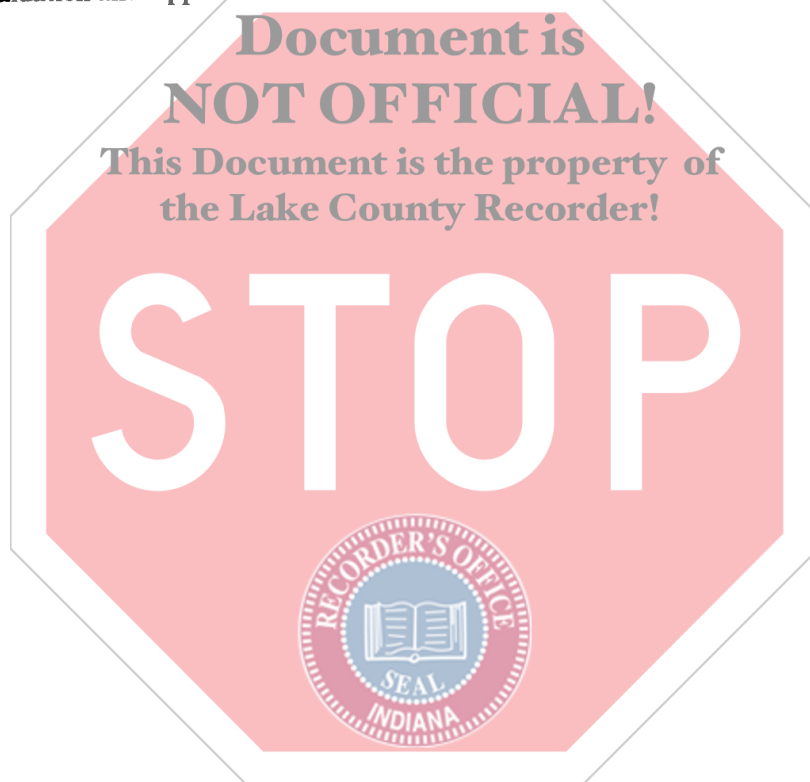 Document is
NOT OFFICIAL!
This Document is the property of
the Lake County Recorder!
STOP
RECORDER'S OFFICE
SEAL
INDIANA